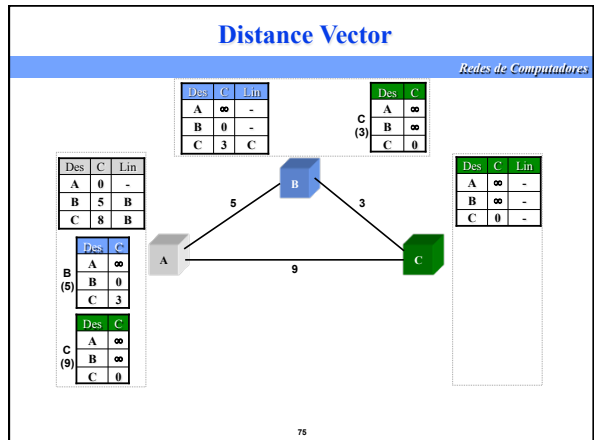 Distance Vector
Redes de Computadores
Des C Lin
A ∞ -
B 0 -
C 3 C
C
(3)
Des C
A ∞
B ∞
C 0
Des C Lin
A 0 -
B 5 B
C 8 B
B
(5)
Des C
A ∞
B 0
C 3
C
(9)
Des C
A ∞
B ∞
C 0
B
5
3
A
9
C
Des C Lin
A ∞ -
B ∞ -
C 0 -
75